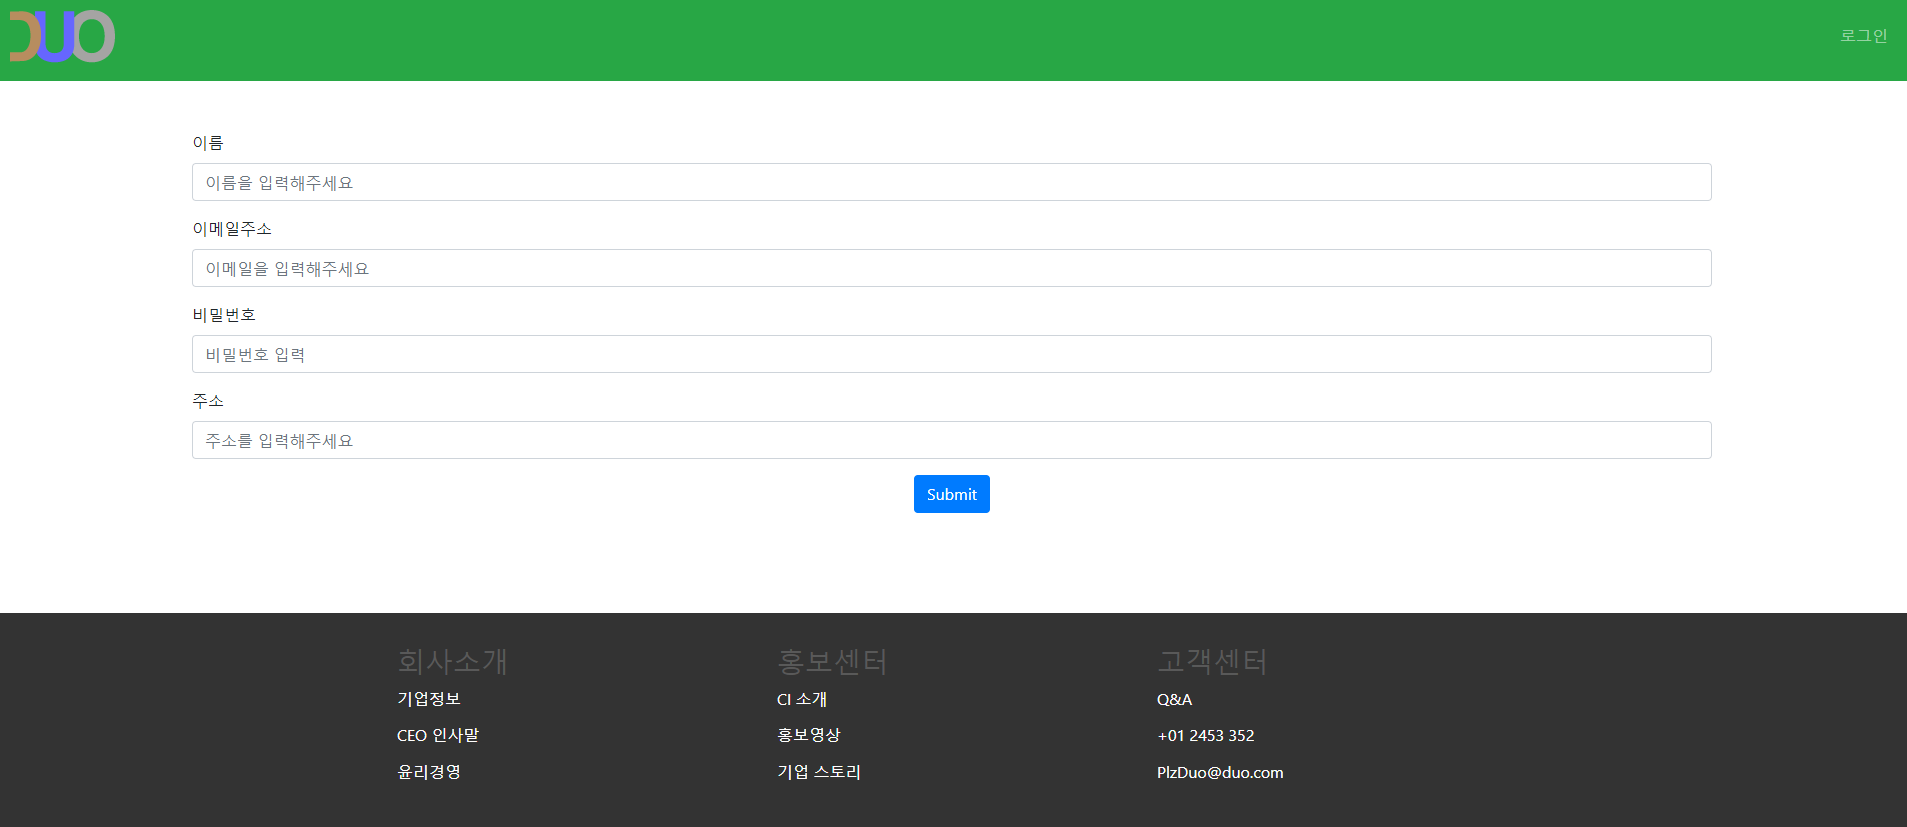 DUO
로그인
이름
이름을 입력해주세요
이메일주소
이메일을 입력해주세요
비밀번호
비밀번호 입력
주소
주소를 입력해주세요
Submit
회사소개
기업정보
CEO 인사말
윤리경영
홍보센터
CI 소개
홍보영상
기업 스토리
고객센터
Q&A
+01 2453 352
PlzDuo@duo.com